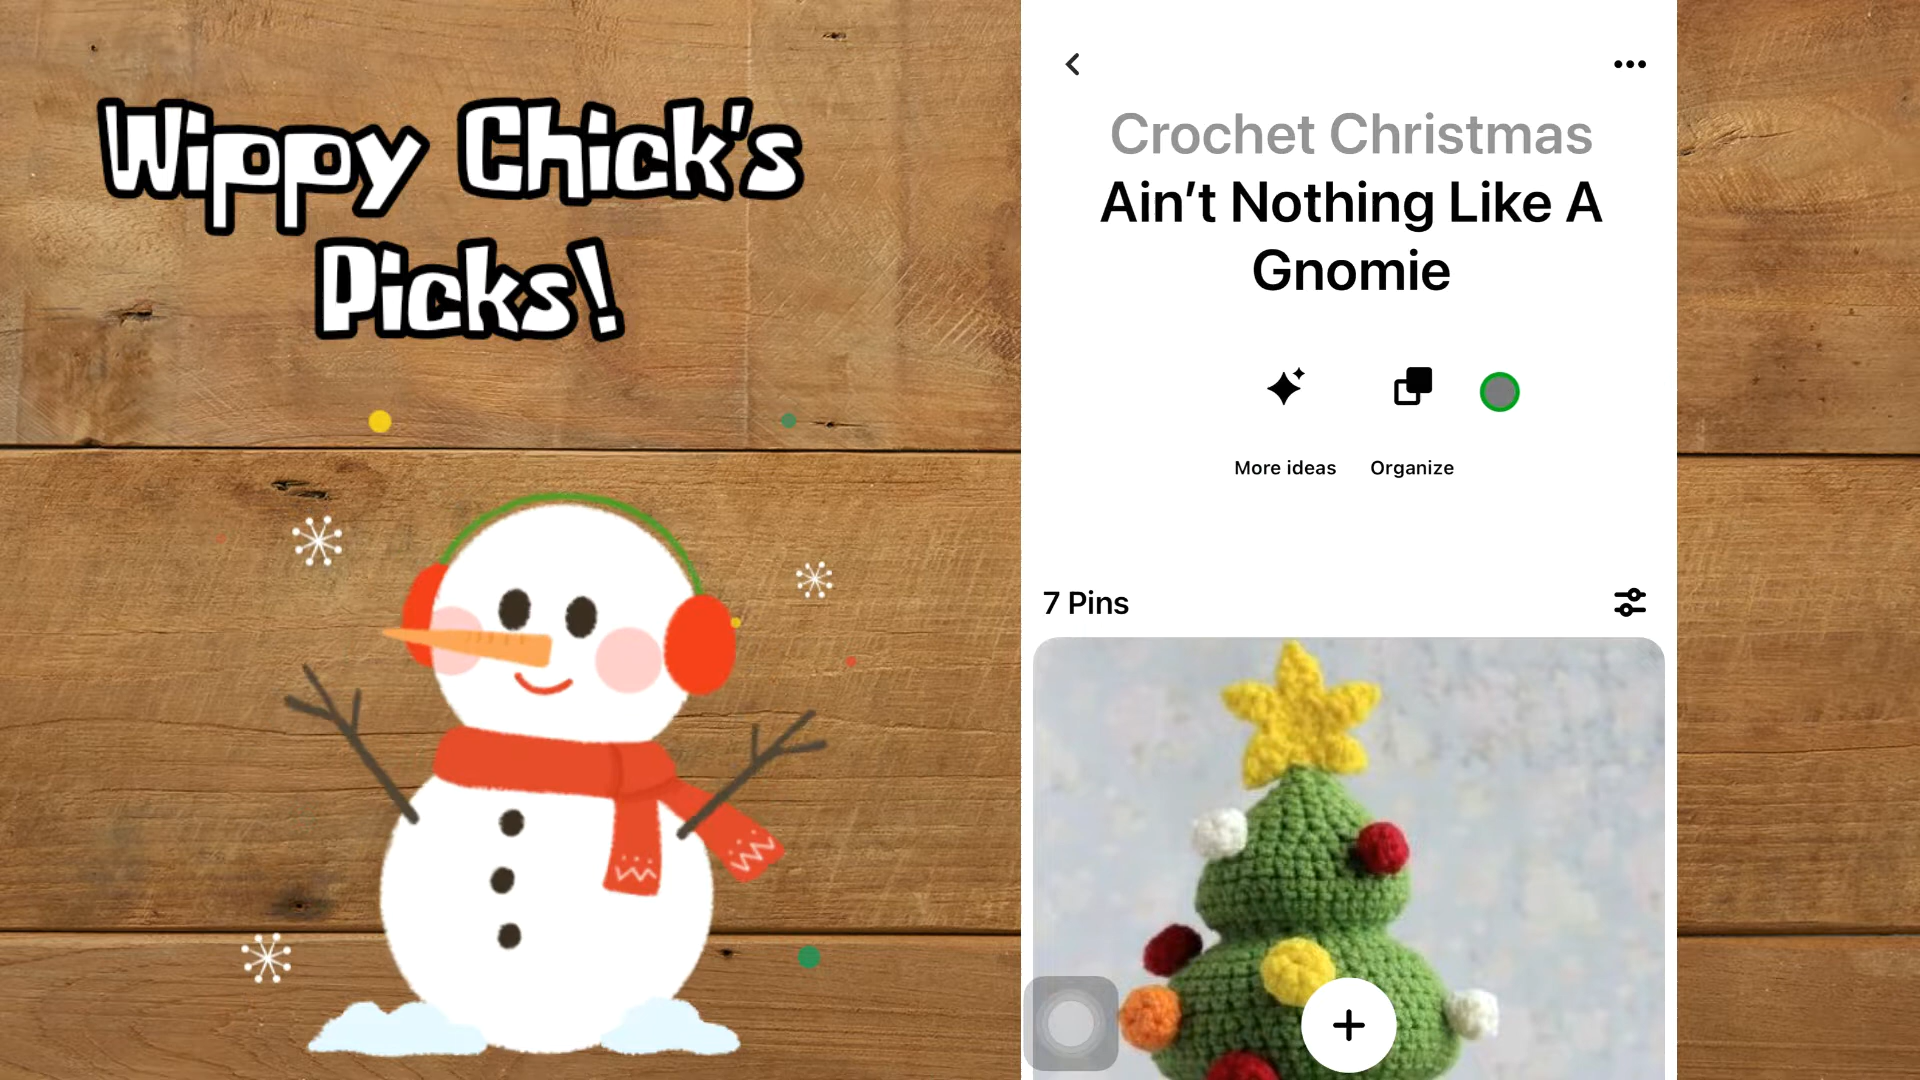 Wippy Chick's
Picks!
Crochet Christmas
Ain’t Nothing Like A
Gnomie
More ideas
Organize
7 Pins